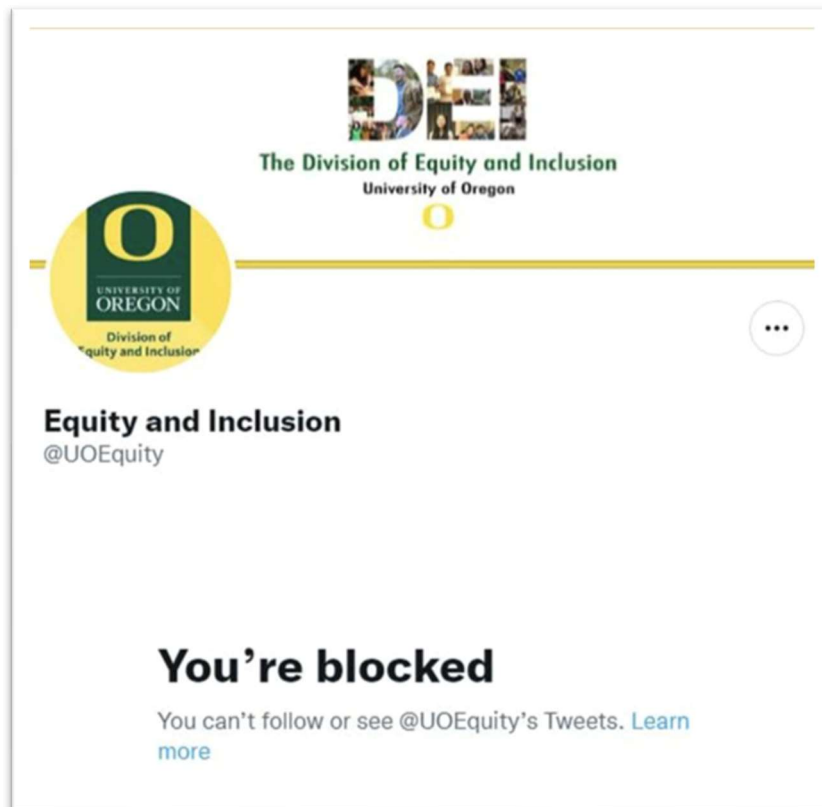 DEI
The Division of Equity and Inclusion
University of Oregon
O
O
UNIVERSITY OF
OREGON
Division of
Equity and Inclusion
Equity and Inclusion
@UOEquity
You're blocked
You can't follow or see @UOEquity's Tweets. Learn
more